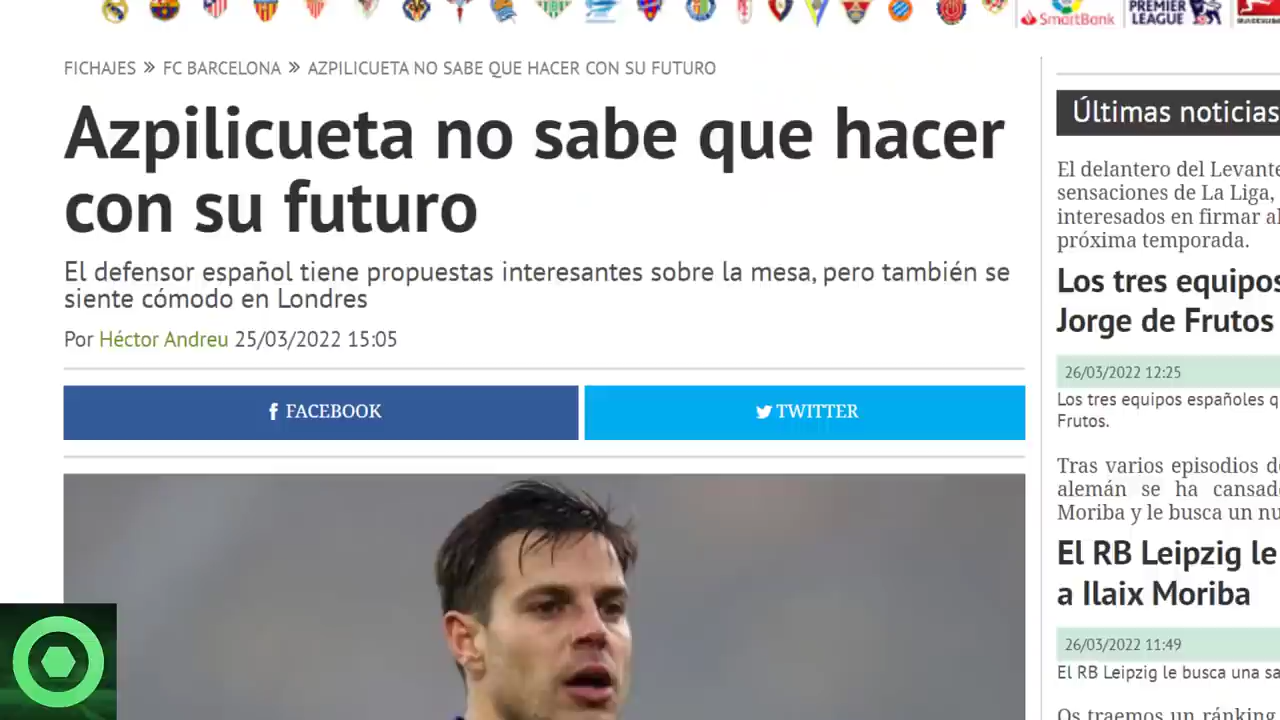 SmartBank
PREMIER
LEAGUE
FICHAJES » FC BARCELONA » AZPILICUETA NO SABE QUE HACER CON SU FUTURO
Azpilicueta no sabe que hacer
con su futuro
El defensor español tiene propuestas interesantes sobre la mesa, pero también se
siente cómodo en Londres
Por Héctor Andreu 25/03/2022 15:05
FACEBOOK
TWITTER
Últimas noticias
El delantero del Levante
sensaciones de La Liga,
interesados en firmar al
próxima temporada.
Los tres equipos
Jorge de Frutos
26/03/2022 12:25
Los tres equipos españoles q
Frutos.
Tras varios episodios de
alemán se ha cansado
Moriba y le busca un nu
El RB Leipzig le
a Ilaix Moriba
26/03/2022 11:49
El RB Leipzig le busca una sa
Os traemos un ránking